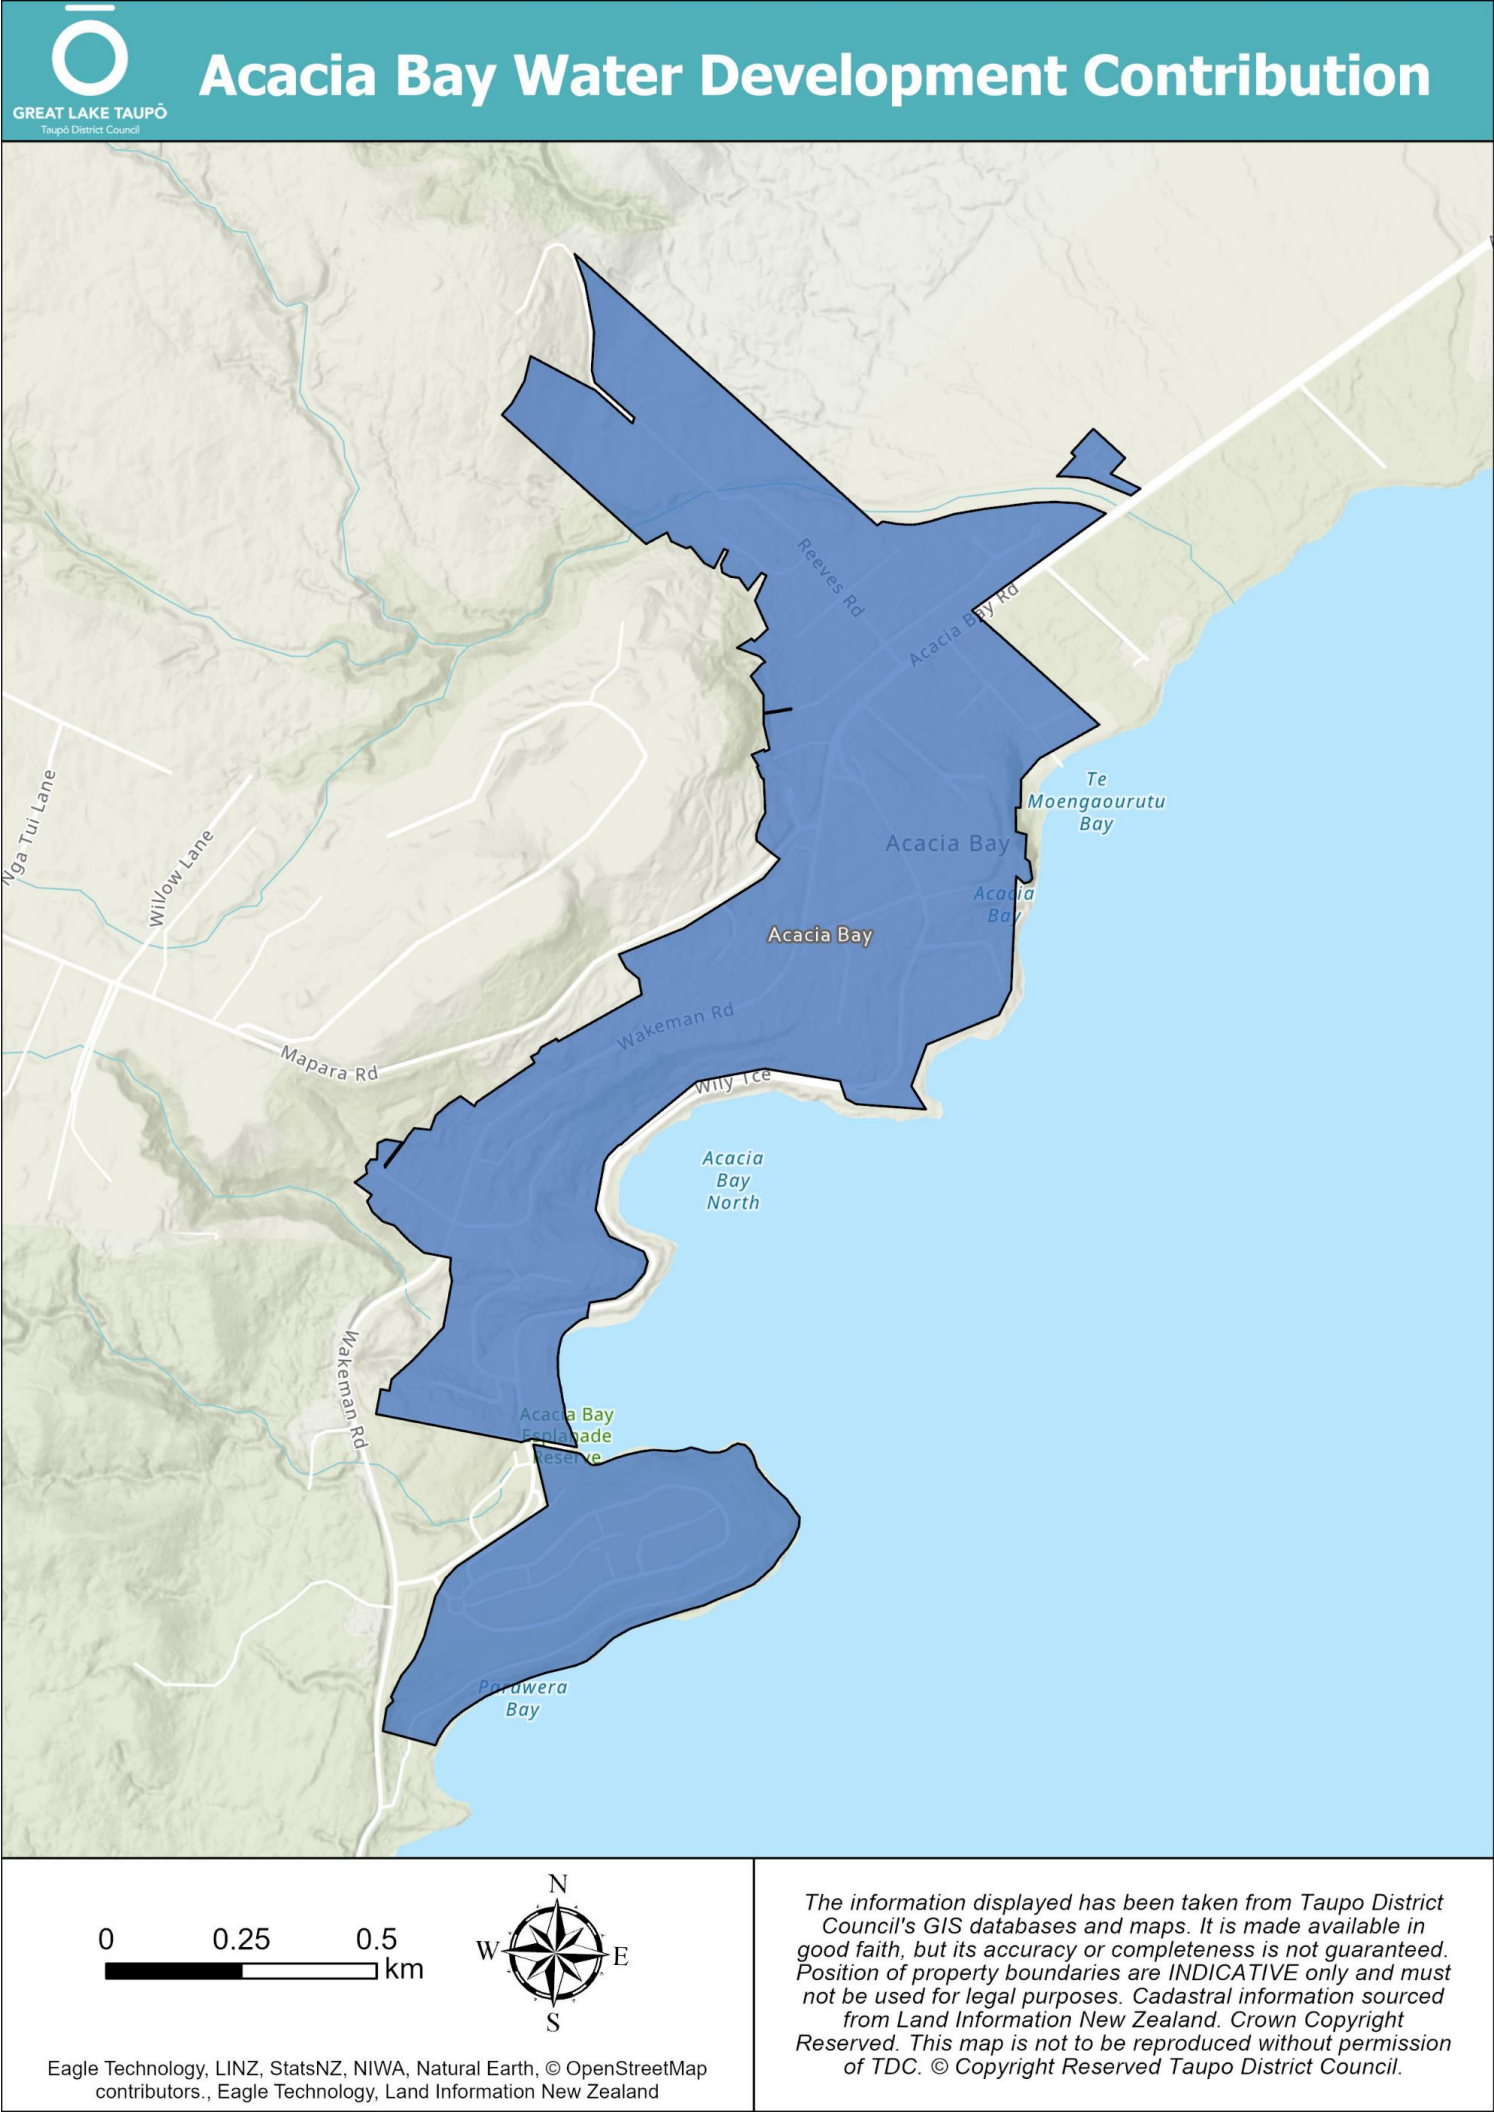 GREAT LAKE TAUPŌ
Taupō District Council
Acacia Bay Water Development Contribution
Reeves Rd
Acacia Bay Rd
Te
Moengaourutu
Bay
Nga Tui Lane
Willow Lane
Acacia Bay
Acacia
Bay
Acacia Bay
Wakeman Rd
Mapara Rd
Wily Tce
Acacia
Bay
North
Wakeman Rd
Acacia Bay
Esplanade
Reserve
Parawera
Bay
0 0.25 0.5
km
N
W E
S
Eagle Technology, LINZ, StatsNZ, NIWA, Natural Earth, © OpenStreetMap
contributors., Eagle Technology, Land Information New Zealand
The information displayed has been taken from Taupo District
Council's GIS databases and maps. It is made available in
good faith, but its accuracy or completeness is not guaranteed.
Position of property boundaries are INDICATIVE only and must
not be used for legal purposes. Cadastral information sourced
from Land Information New Zealand. Crown Copyright
Reserved. This map is not to be reproduced without permission
of TDC. © Copyright Reserved Taupo District Council.